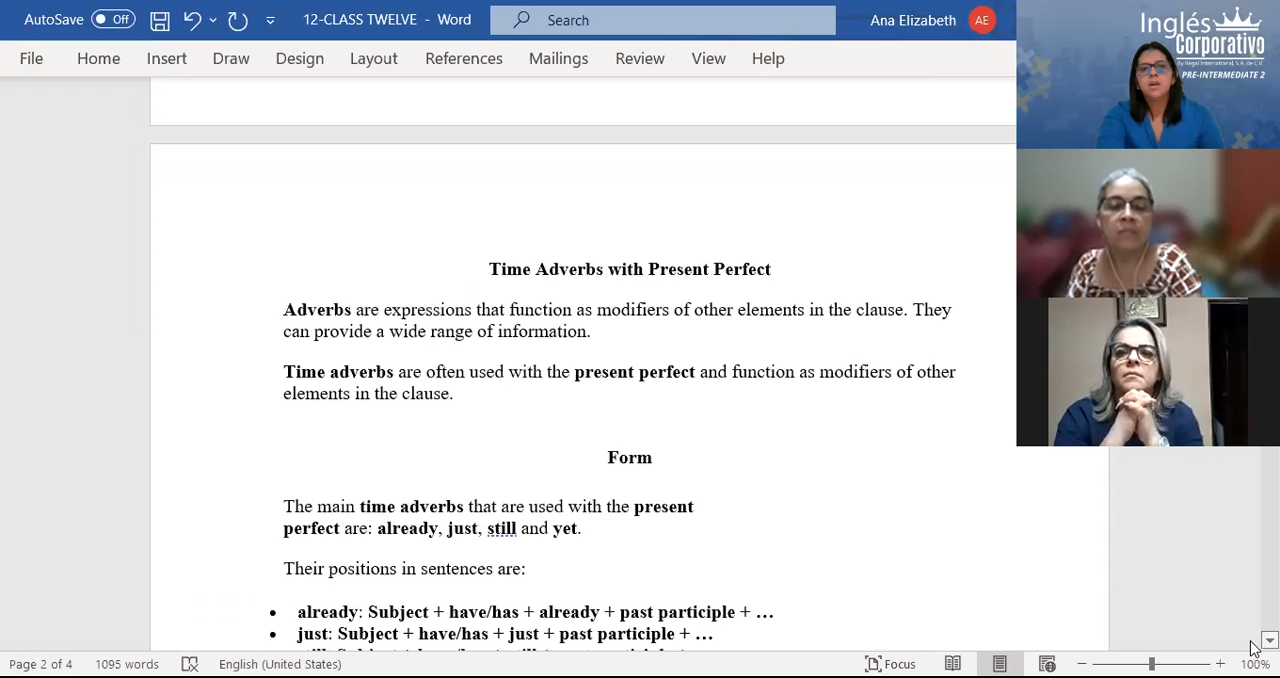 AutoSave Off 12-CLASS TWELVE - Word Search Ana Elizabeth AE
File Home Insert Draw Design Layout References Mailings Review View Help
Inglés
Corporativo
By Regal International, S.A. de C.V.
PRE-INTERMEDIATE 2
Time Adverbs with Present Perfect
Adverbs are expressions that function as modifiers of other elements in the clause. They
can provide a wide range of information.
Time adverbs are often used with the present perfect and function as modifiers of other
elements in the clause.
Form
The main time adverbs that are used with the present
perfect are: already, just, still and yet.
Their positions in sentences are:
• already: Subject + have/has + already + past participle + …
• just: Subject + have/has + just + past participle + …
Page 2 of 4 1095 words English (United States) Focus 100%